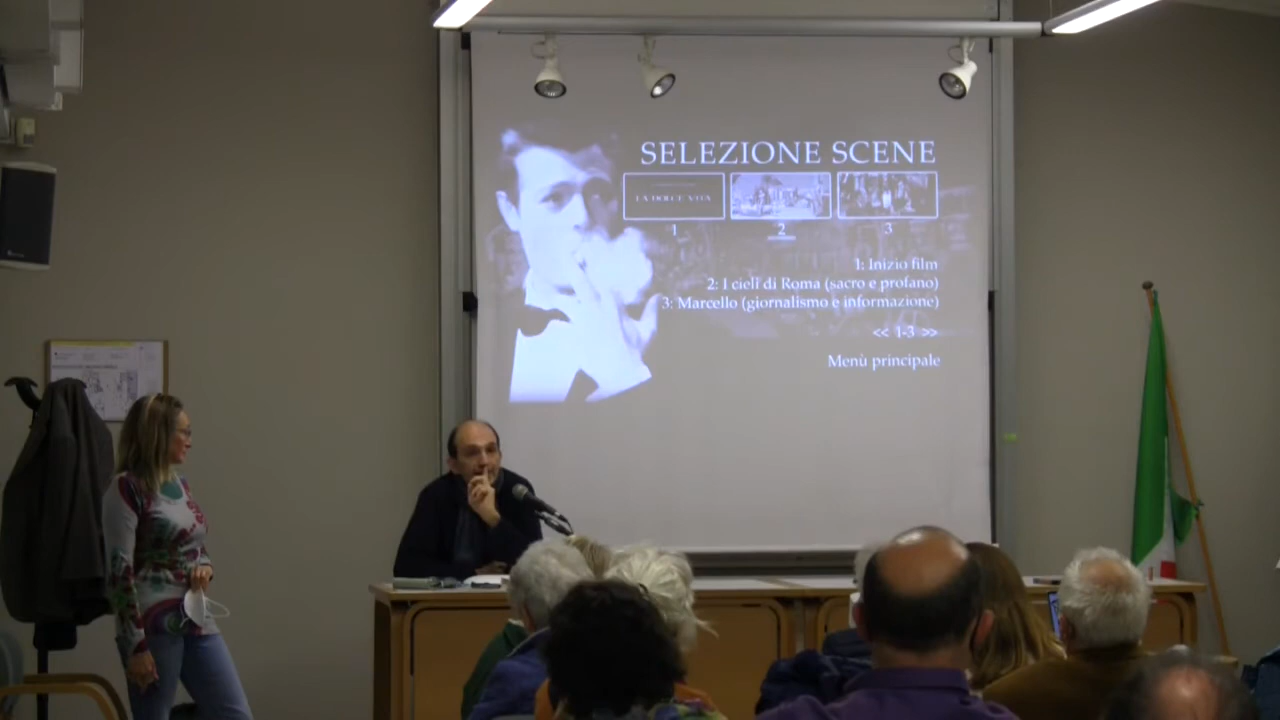 SELEZIONE SCENE
LA DOLCE VITA
1 2 3
1: Inizio film
2: I cieli di Roma (sacro e profano)
3: Marcello (giornalismo e informazione)
<< 1-3 >>
Menù principale